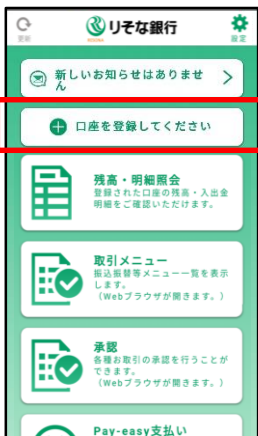 りそな銀行
更新
設定
新しいお知らせはありませ
ん
口座を登録してください
残高・明細照会
登録された口座の残高・入出金
明細をご確認いただけます。
取引メニュー
振込振替等メニュー一覧を表示
します。
(Webブラウザが開きます。)
承認
各種お取引の承認を行うことが
できます。
(Webブラウザが開きます。)
Pay-easy支払い